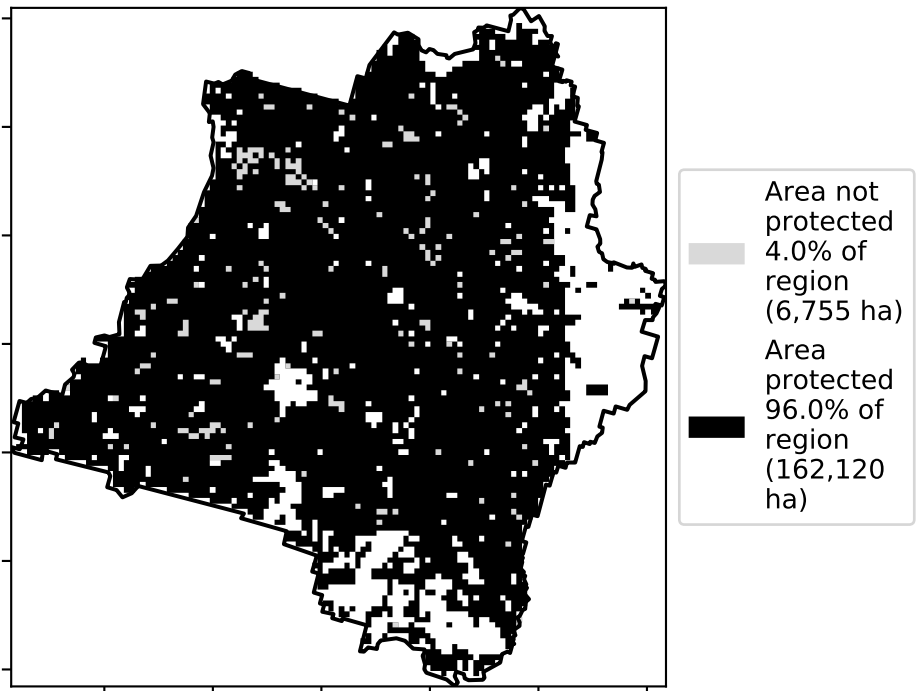 Area not
protected
4.0% of
region
(6,755 ha)
Area
protected
96.0% of
region
(162,120
ha)